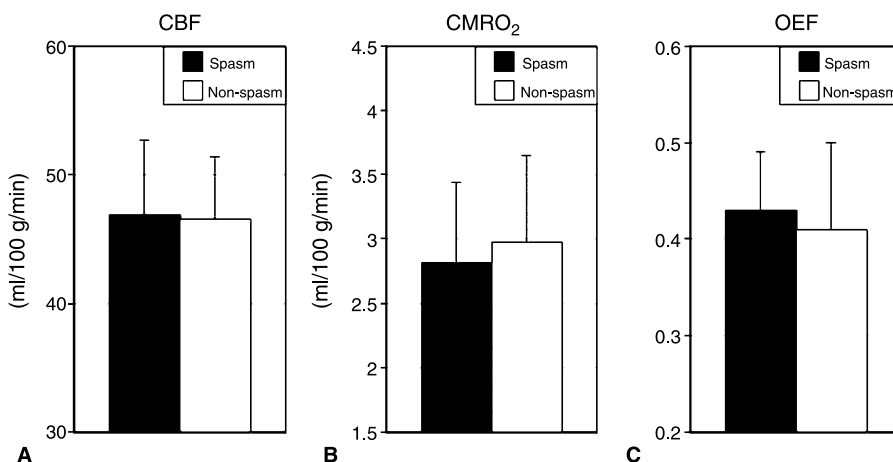 CBF
(ml/100 g/min)
60
50
40
30
Spasm
Non-spasm
A
CMRO₂
(ml/100 g/min)
4.5
4
3.5
3
2.5
2
1.5
Spasm
Non-spasm
B
OEF
0.6
0.5
0.4
0.3
0.2
Spasm
Non-spasm
C